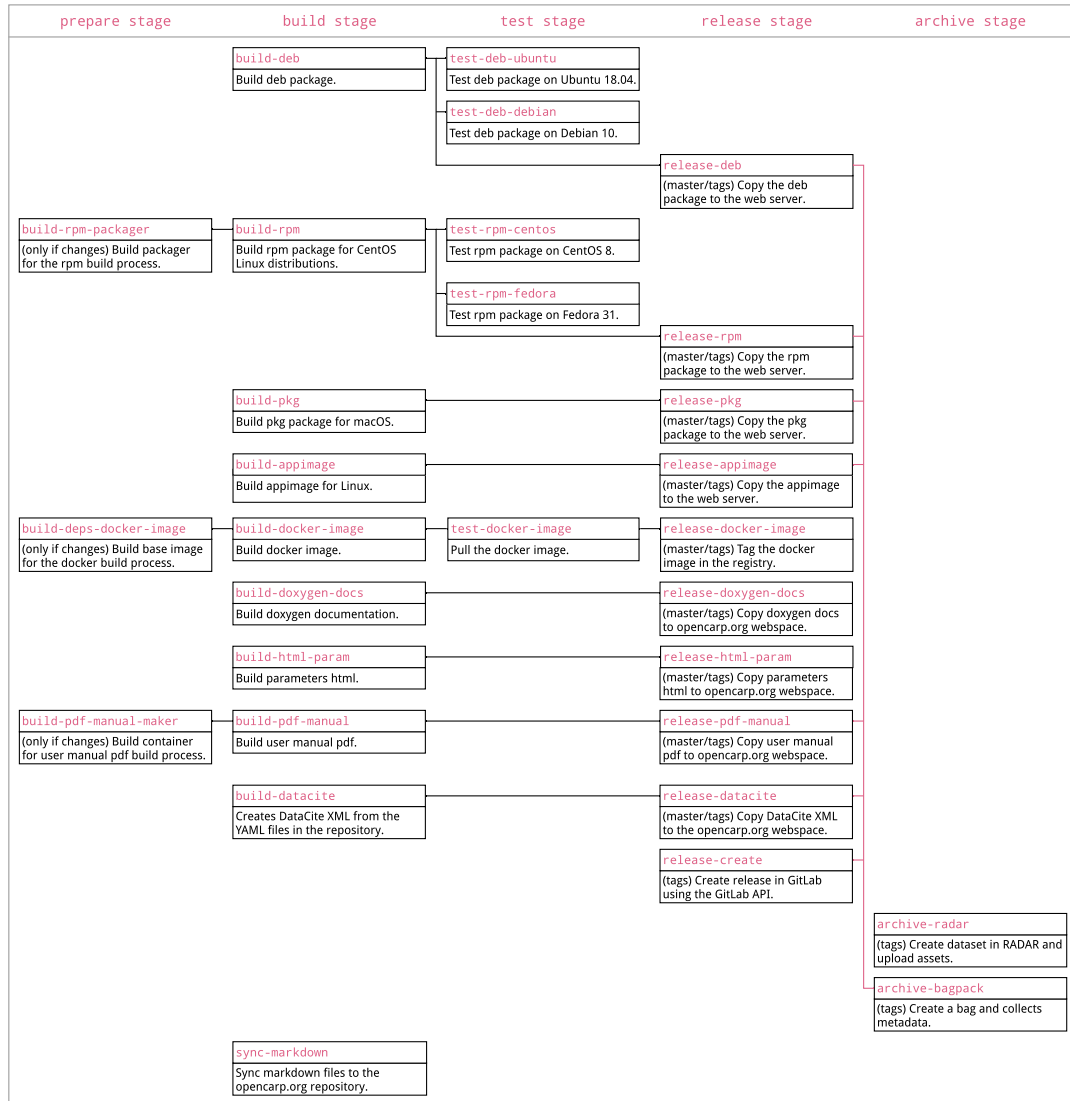 prepare stage
build stage
test stage
release stage
archive stage
build-deb
Build deb package.
test-deb-ubuntu
Test deb package on Ubuntu 18.04.
test-deb-debian
Test deb package on Debian 10.
release-deb
(master/tags) Copy the deb
package to the web server.
build-rpm-packager
(only if changes) Build packager
for the rpm build process.
build-rpm
Build rpm package for CentOS
Linux distributions.
test-rpm-centos
Test rpm package on CentOS 8.
test-rpm-fedora
Test rpm package on Fedora 31.
release-rpm
(master/tags) Copy the rpm
package to the web server.
build-pkg
Build pkg package for macOS.
release-pkg
(master/tags) Copy the pkg
package to the web server.
build-appimage
Build appimage for Linux.
release-appimage
(master/tags) Copy the appimage
to the web server.
build-deps-docker-image
(only if changes) Build base image
for the docker build process.
build-docker-image
Build docker image.
test-docker-image
Pull the docker image.
release-docker-image
(master/tags) Tag the docker
image in the registry.
build-doxygen-docs
Build doxygen documentation.
release-doxygen-docs
(master/tags) Copy doxygen docs
to opencarp.org webspace.
build-html-param
Build parameters html.
release-html-param
(master/tags) Copy parameters
html to opencarp.org webspace.
build-pdf-manual-maker
(only if changes) Build container
for user manual pdf build process.
build-pdf-manual
Build user manual pdf.
release-pdf-manual
(master/tags) Copy user manual
pdf to opencarp.org webspace.
build-datacite
Creates DataCite XML from the
YAML files in the repository.
release-datacite
(master/tags) Copy DataCite XML
to the opencarp.org webspace.
release-create
(tags) Create release in GitLab
using the GitLab API.
archive-radar
(tags) Create dataset in RADAR and
upload assets.
archive-bagpack
(tags) Create a bag and collects
metadata.
sync-markdown
Sync markdown files to the
opencarp.org repository.